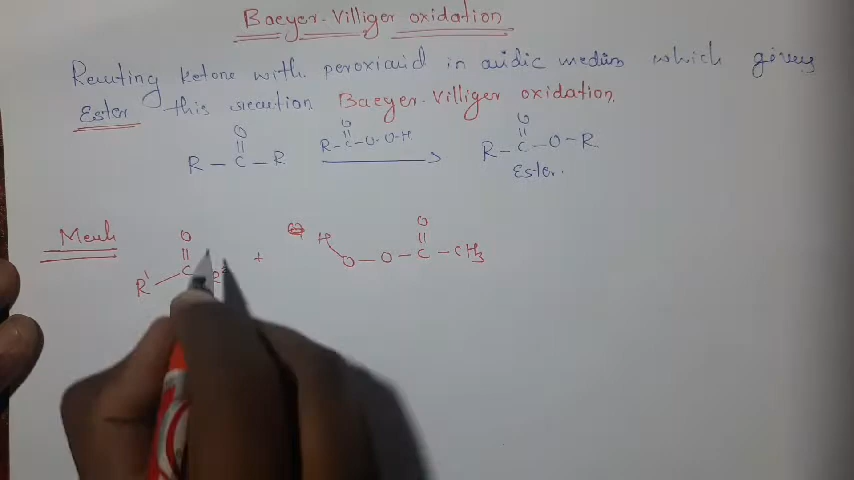 Baeyer-Villiger oxidation
Reacting ketone with peroxiacid in acidic medium which gives
Ester this reaction Baeyer-Villiger oxidation.
O O O
R - C - R R - C - O - O - H R - C - O - R
Ester.
Mech
O O
H
R' C + O - O - C - CH3